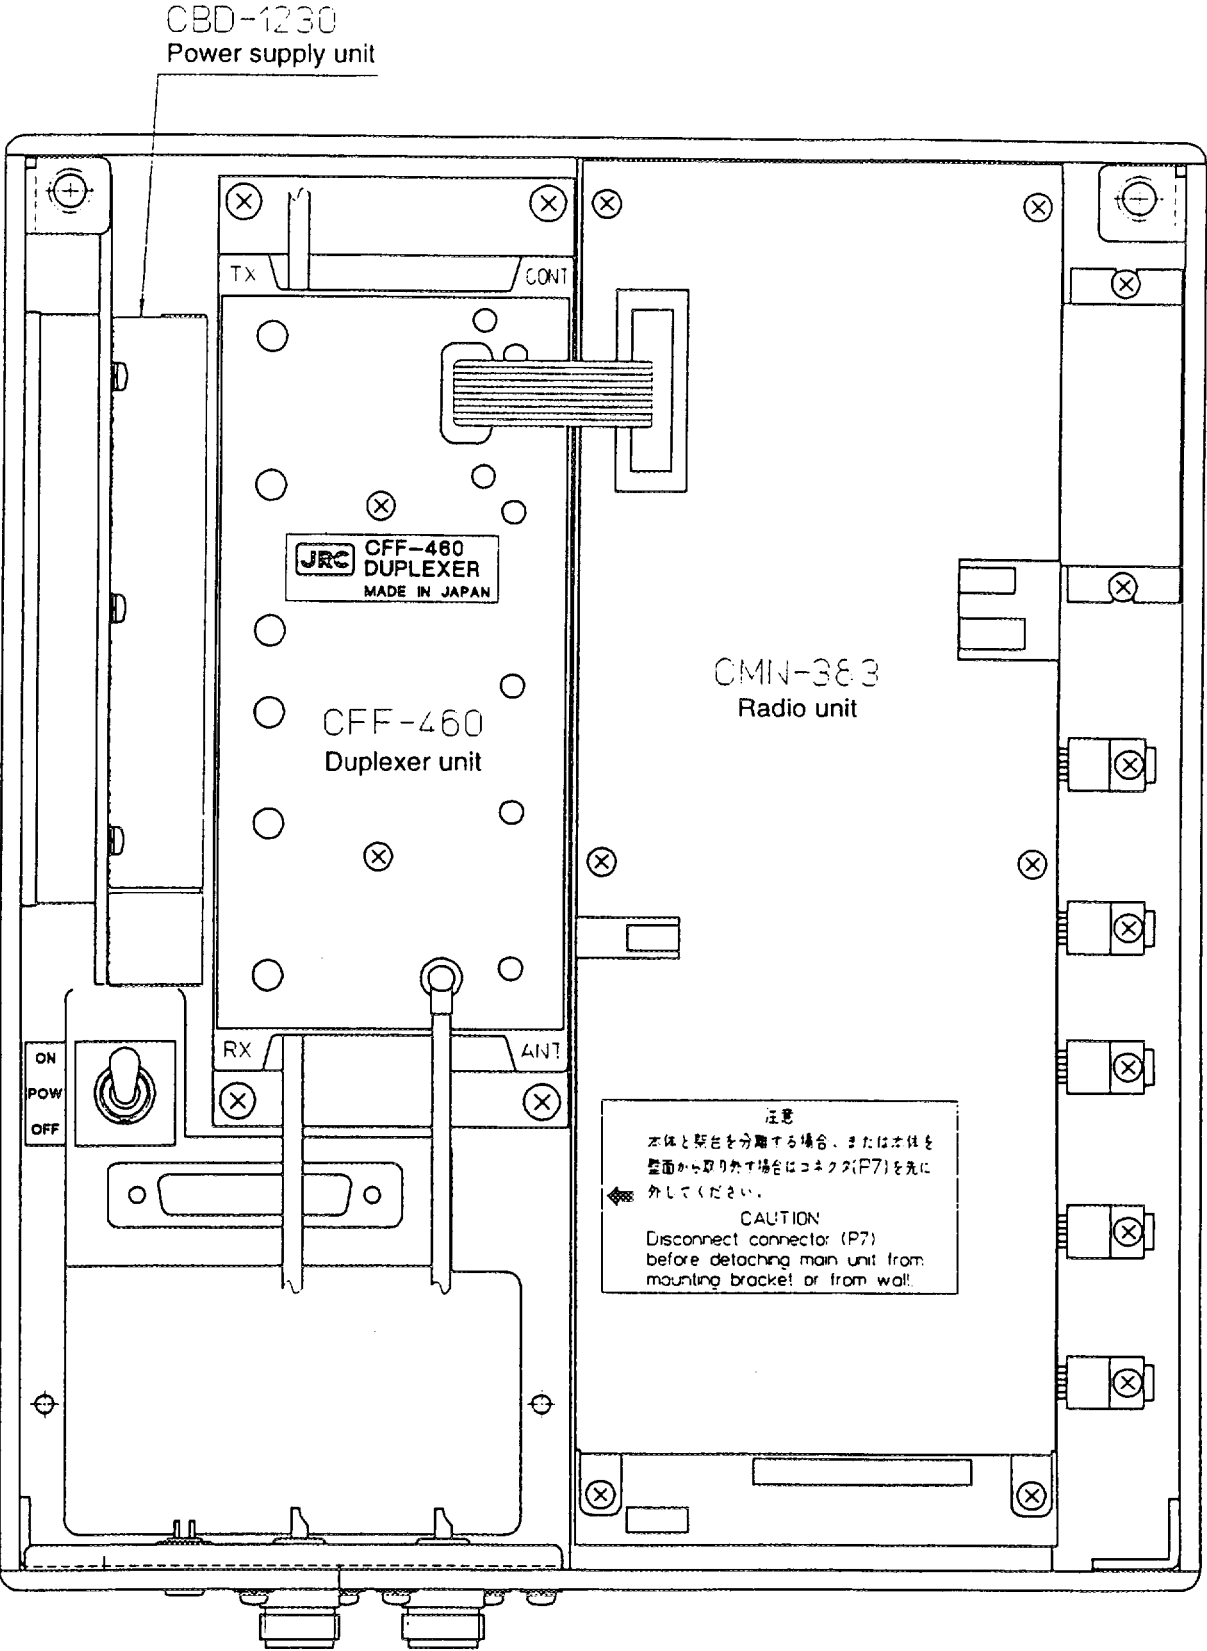 CBD-1230
Power supply unit
TX
CONT
JRC
CFF-460
DUPLEXER
MADE IN JAPAN
CMN-383
Radio unit
CFF-460
Duplexer unit
RX
ANT
ON
POW
OFF
注意
本体と架台を分離する場合、または本体を
壁面から取り外す場合はコネクタ(P7)を先に
外してください。
CAUTION
Disconnect connector (P7)
before detaching main unit from
mounting bracket or from wall.